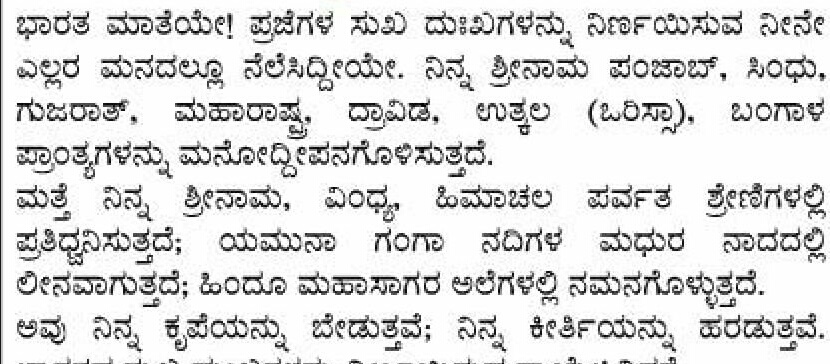 ಭಾರತ ಮಾತೆಯೇ! ಪ್ರಜೆಗಳ ಸುಖ ದುಃಖಗಳನ್ನು ನಿರ್ಣಯಿಸುವ ನೀನೇ
ಎಲ್ಲರ ಮನದಲ್ಲೂ ನೆಲೆಸಿದ್ದೀಯೇ. ನಿನ್ನ ಶ್ರೀನಾಮ ಪಂಜಾಬ್, ಸಿಂಧು,
ಗುಜರಾತ್, ಮಹಾರಾಷ್ಟ್ರ, ದ್ರಾವಿಡ, ಉತ್ಕಲ (ಒರಿಸ್ಸಾ), ಬಂಗಾಳ
ಪ್ರಾಂತ್ಯಗಳನ್ನು ಮನೋದ್ದೀಪನಗೊಳಿಸುತ್ತದೆ.
ಮತ್ತೆ ನಿನ್ನ ಶ್ರೀನಾಮ, ವಿಂಧ್ಯ, ಹಿಮಾಚಲ ಪರ್ವತ ಶ್ರೇಣಿಗಳಲ್ಲಿ
ಪ್ರತಿಧ್ವನಿಸುತ್ತದೆ; ಯಮುನಾ ಗಂಗಾ ನದಿಗಳ ಮಧುರ ನಾದದಲ್ಲಿ
ಲೀನವಾಗುತ್ತದೆ; ಹಿಂದೂ ಮಹಾಸಾಗರ ಅಲೆಗಳಲ್ಲಿ ನಮನಗೊಳ್ಳುತ್ತದೆ.
ಅವು ನಿನ್ನ ಕೃಪೆಯನ್ನು ಬೇಡುತ್ತವೆ; ನಿನ್ನ ಕೀರ್ತಿಯನ್ನು ಹರಡುತ್ತವೆ.